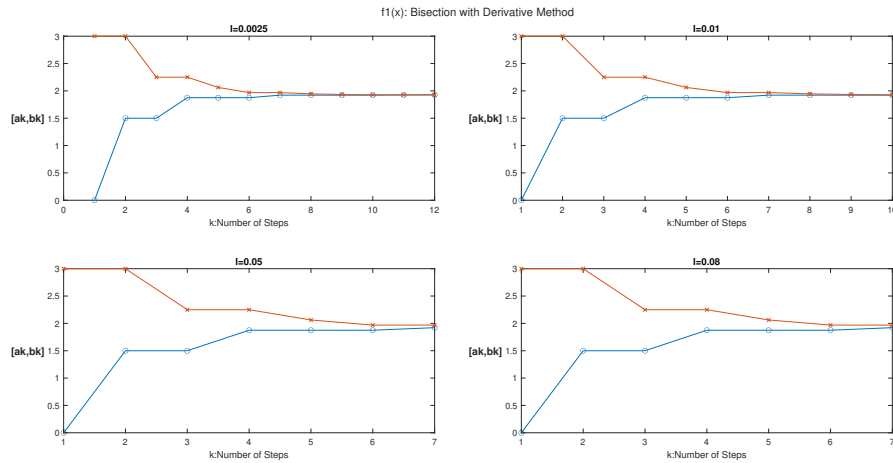 f1(x): Bisection with Derivative Method
l=0.0025
3
2.5
2
1.5
1
0.5
0
[ak,bk]
0 2 4 6 8 10 12
k:Number of Steps
l=0.01
3
2.5
2
1.5
1
0.5
0
[ak,bk]
1 2 3 4 5 6 7 8 9 10
k:Number of Steps
l=0.05
3
2.5
2
1.5
1
0.5
0
[ak,bk]
1 2 3 4 5 6 7
k:Number of Steps
l=0.08
3
2.5
2
1.5
1
0.5
0
[ak,bk]
1 2 3 4 5 6 7
k:Number of Steps